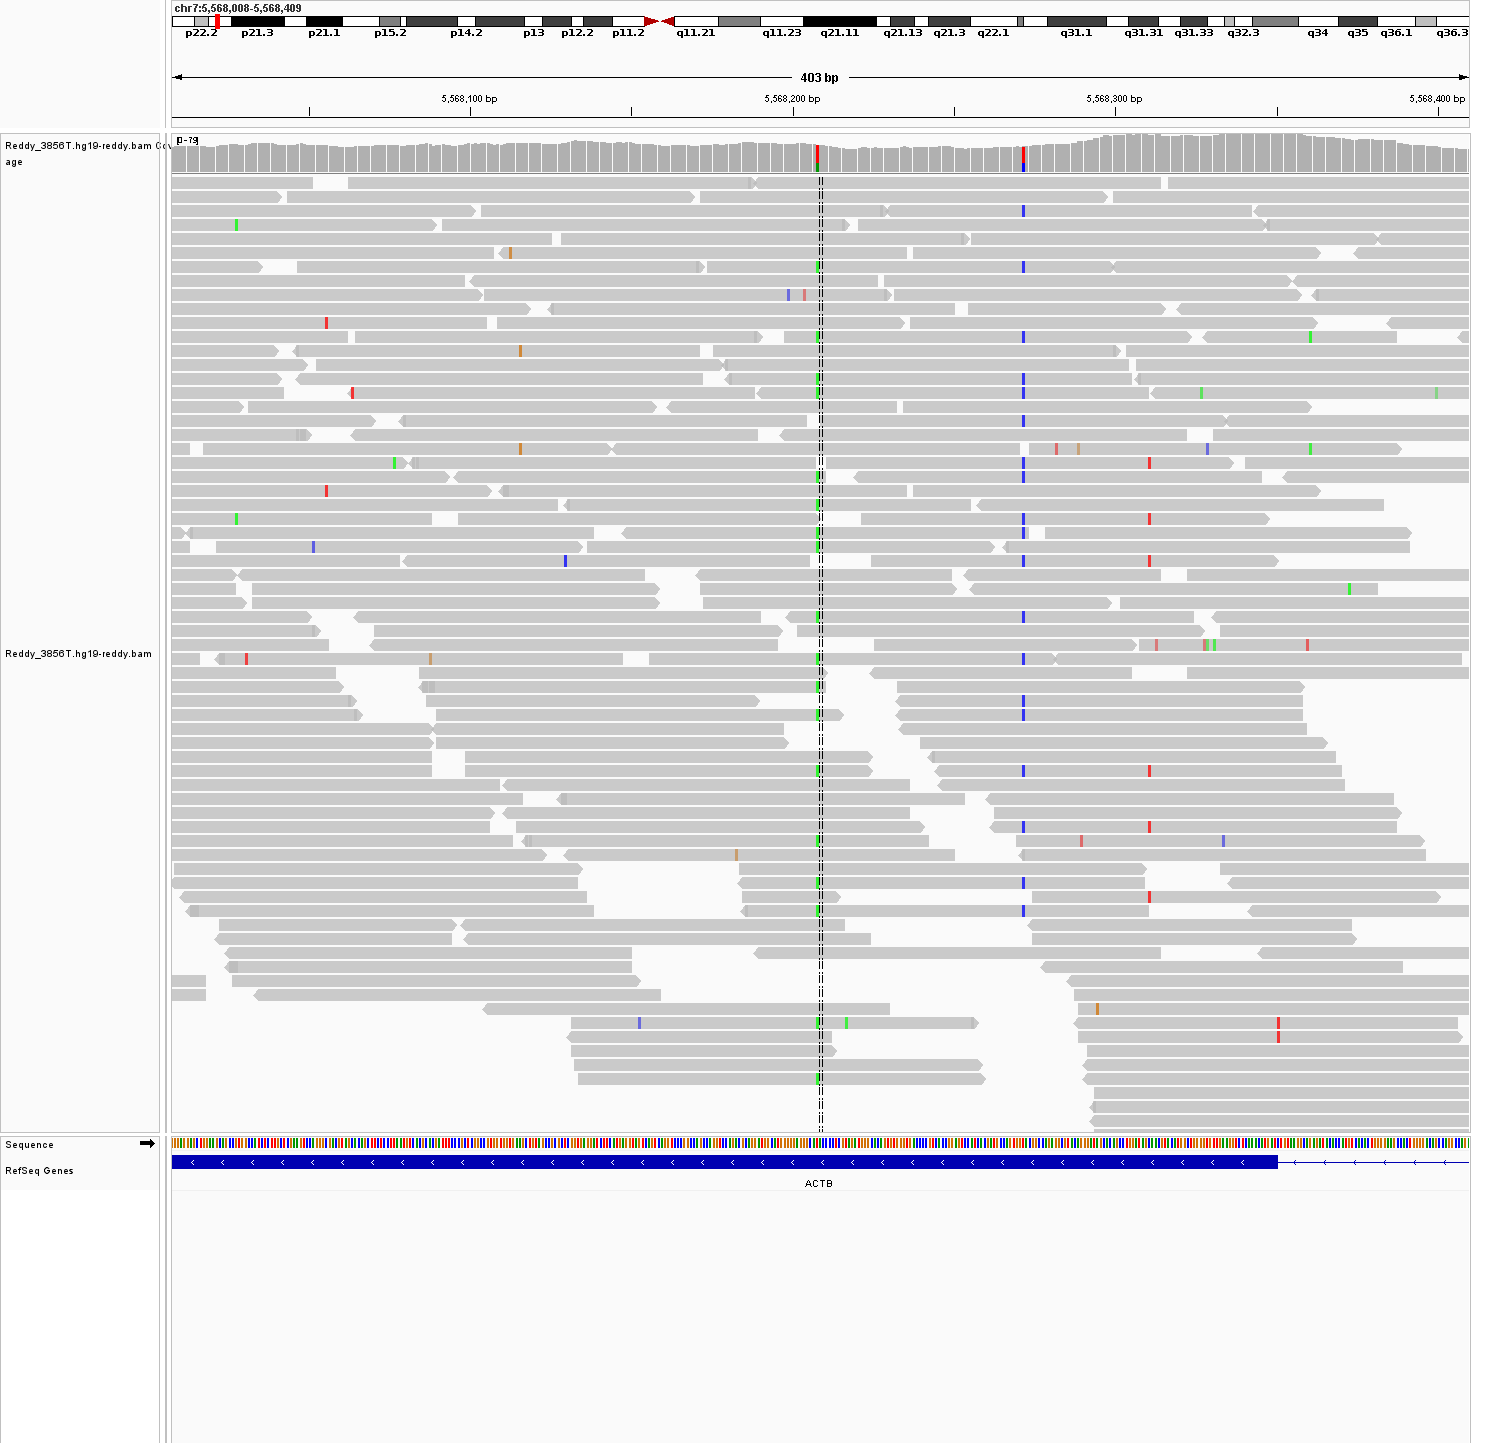 chr7:5,568,008-5,568,409
p22.2 p21.3 p21.1 p15.2 p14.2 p13 p12.2 p11.2 q11.21 q11.23 q21.11 q21.13 q21.3 q22.1 q31.1 q31.31 q31.33 q32.3 q34 q35 q36.1 q36.3
403 bp
5,568,100 bp 5,568,200 bp 5,568,300 bp 5,568,400 bp
[0-79]
Reddy_3856T.hg19-reddy.bam Cov
age
Reddy_3856T.hg19-reddy.bam
Sequence
RefSeq Genes
ACTB